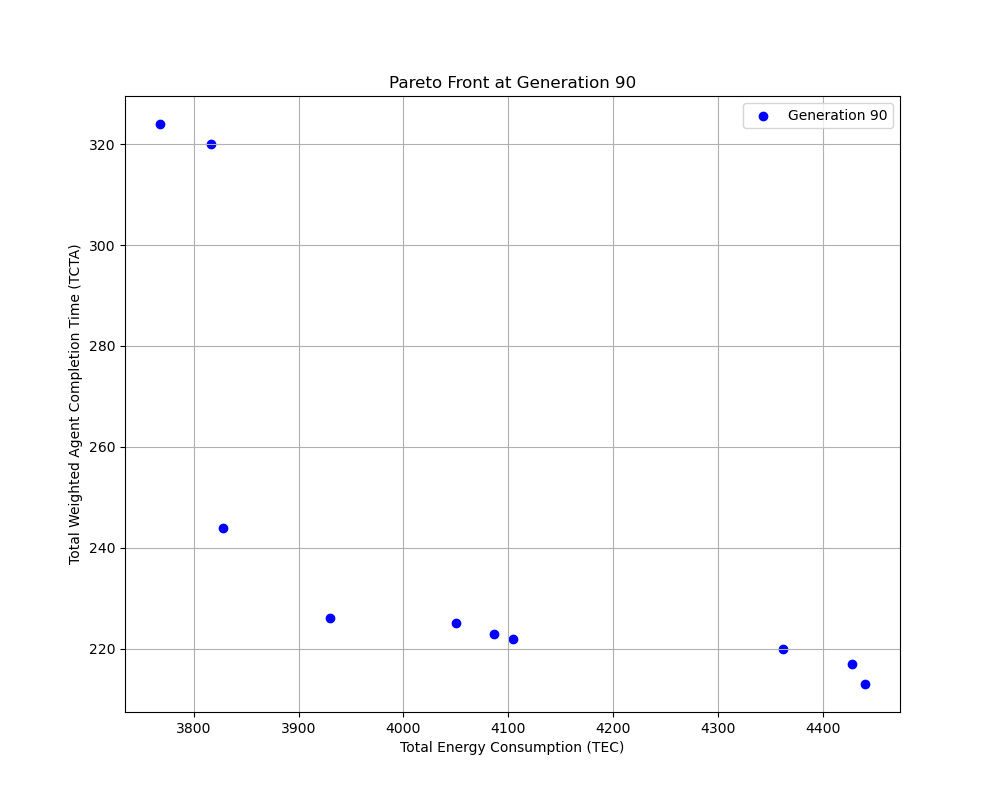 Pareto Front at Generation 90
Generation 90
Total Weighted Agent Completion Time (TCTA)
320
300
280
260
240
220
3800 3900 4000 4100 4200 4300 4400
Total Energy Consumption (TEC)